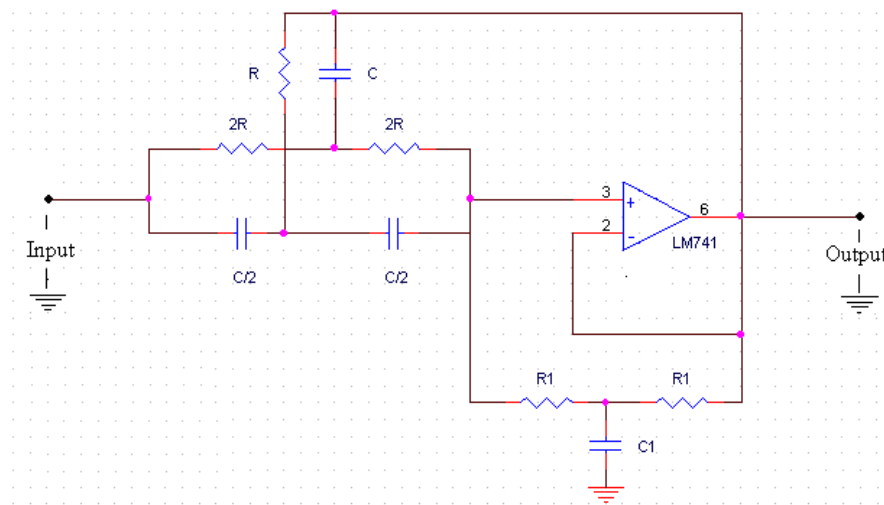 R
C
2R
2R
3
+
6
2
-
LM741
Input
Output
C/2
C/2
R1
R1
C1